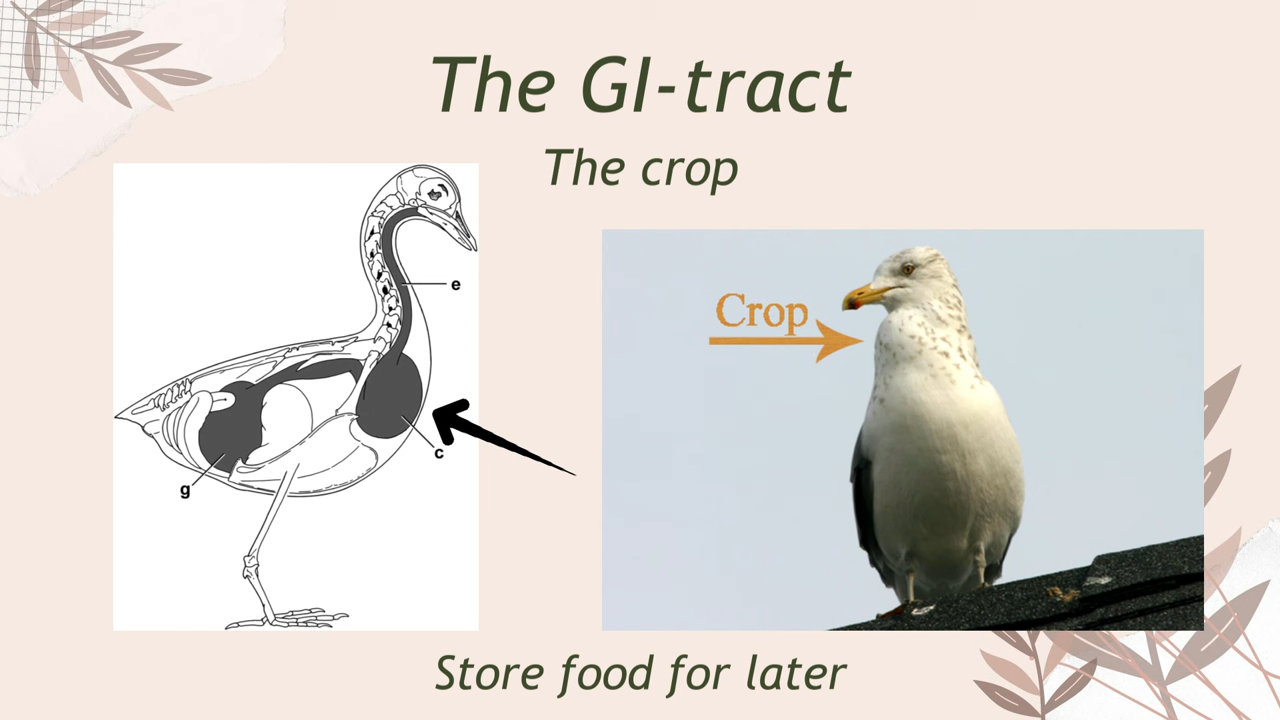 The GI-tract
The crop
e
c
g
Crop
Store food for later